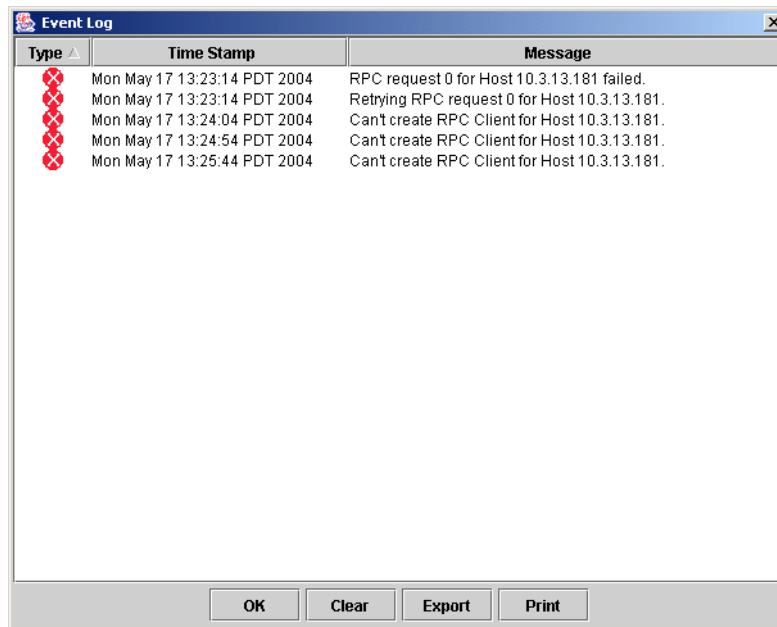 Event Log
Type Time Stamp Message
Mon May 17 13:23:14 PDT 2004 RPC request 0 for Host 10.3.13.181 failed.
Mon May 17 13:23:14 PDT 2004 Retrying RPC request 0 for Host 10.3.13.181.
Mon May 17 13:24:04 PDT 2004 Can't create RPC Client for Host 10.3.13.181.
Mon May 17 13:24:54 PDT 2004 Can't create RPC Client for Host 10.3.13.181.
Mon May 17 13:25:44 PDT 2004 Can't create RPC Client for Host 10.3.13.181.
OK Clear Export Print